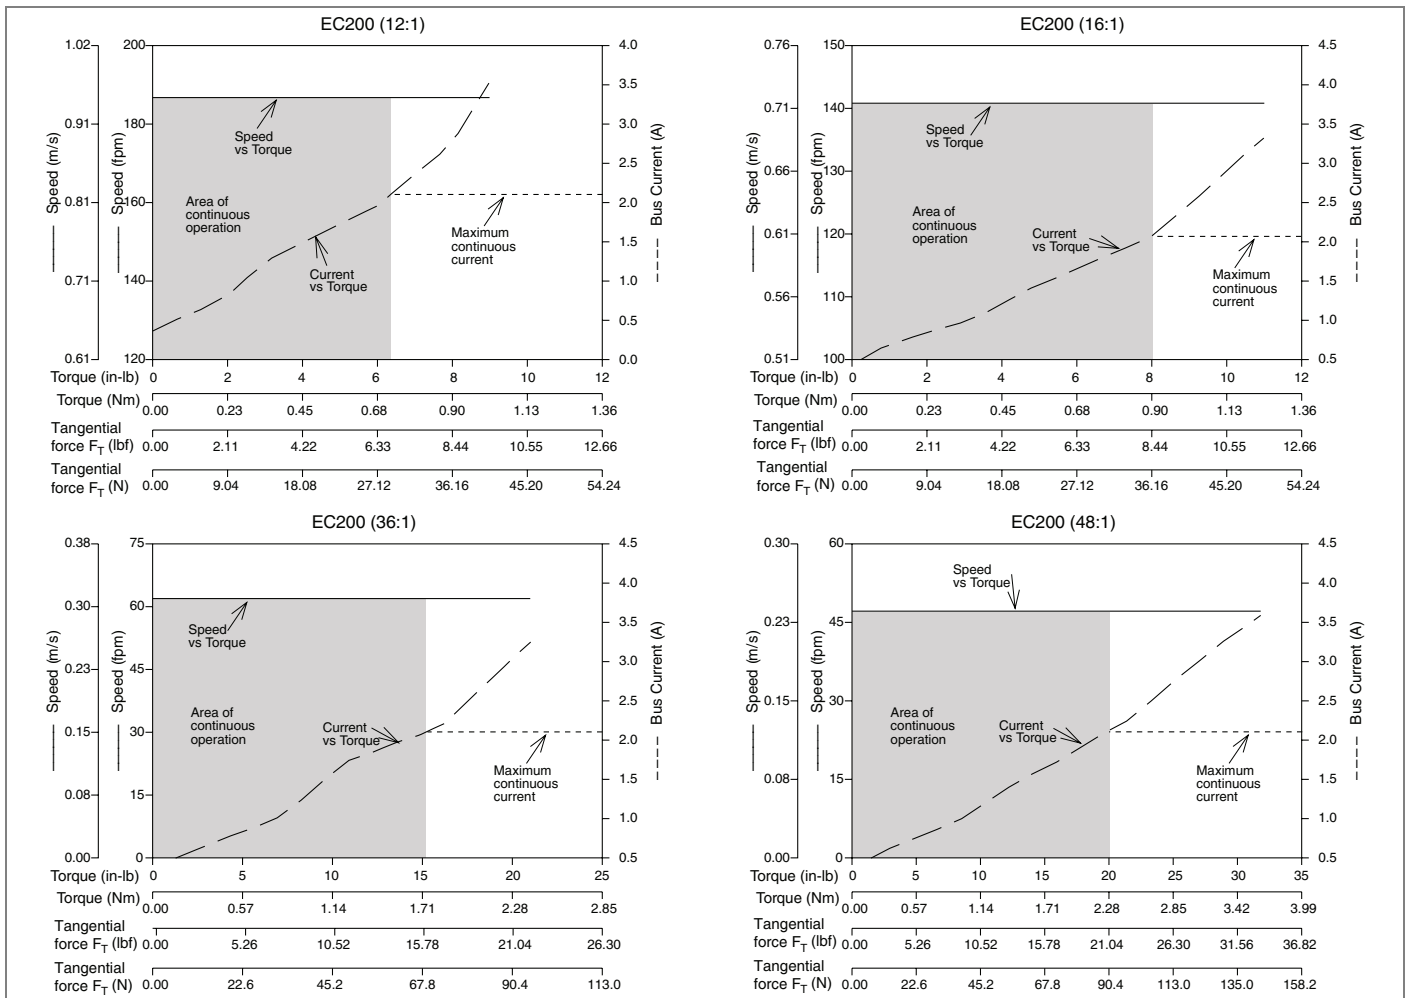 EC200 (12:1)
1.02
0.91
0.81
0.71
0.61
Speed (m/s)
200
180
160
140
120
Speed (fpm)
4.0
3.5
3.0
2.5
2.0
1.5
1.0
0.5
0.0
Bus Current (A)
Speed
vs Torque
Area of
continuous
operation
Current
vs Torque
Maximum
continuous
current
Torque (in-lb) 0 2 4 6 8 10 12
Torque (Nm) 0.00 0.23 0.45 0.68 0.90 1.13 1.36
Tangential
force FT (lbf) 0.00 2.11 4.22 6.33 8.44 10.55 12.66
Tangential
force FT (N) 0.00 9.04 18.08 27.12 36.16 45.20 54.24
EC200 (16:1)
0.76
0.71
0.66
0.61
0.56
0.51
Speed (m/s)
150
140
130
120
110
100
Speed (fpm)
4.5
4.0
3.5
3.0
2.5
2.0
1.5
1.0
0.5
Bus Current (A)
Speed
vs Torque
Area of
continuous
operation
Current
vs Torque
Maximum
continuous
current
Torque (in-lb) 0 2 4 6 8 10 12
Torque (Nm) 0.00 0.23 0.45 0.68 0.90 1.13 1.36
Tangential
force FT (lbf) 0.00 2.11 4.22 6.33 8.44 10.55 12.66
Tangential
force FT (N) 0.00 9.04 18.08 27.12 36.16 45.20 54.24
EC200 (36:1)
0.38
0.30
0.23
0.15
0.08
0.00
Speed (m/s)
75
60
45
30
15
0
Speed (fpm)
4.5
4.0
3.5
3.0
2.5
2.0
1.5
1.0
0.5
Bus Current (A)
Speed
vs Torque
Area of
continuous
operation
Current
vs Torque
Maximum
continuous
current
Torque (in-lb) 0 5 10 15 20 25
Torque (Nm) 0.00 0.57 1.14 1.71 2.28 2.85
Tangential
force FT (lbf) 0.00 5.26 10.52 15.78 21.04 26.30
Tangential
force FT (N) 0.00 22.6 45.2 67.8 90.4 113.0
EC200 (48:1)
0.30
0.23
0.15
0.08
0.00
Speed (m/s)
60
45
30
15
0
Speed (fpm)
4.5
4.0
3.5
3.0
2.5
2.0
1.5
1.0
0.5
Bus Current (A)
Speed
vs Torque
Area of
continuous
operation
Current
vs Torque
Maximum
continuous
current
Torque (in-lb) 0 5 10 15 20 25 30 35
Torque (Nm) 0.00 0.57 1.14 1.71 2.28 2.85 3.42 3.99
Tangential
force FT (lbf) 0.00 5.26 10.52 15.78 21.04 26.30 31.56 36.82
Tangential
force FT (N) 0.00 22.6 45.2 67.8 90.4 113.0 135.0 158.2